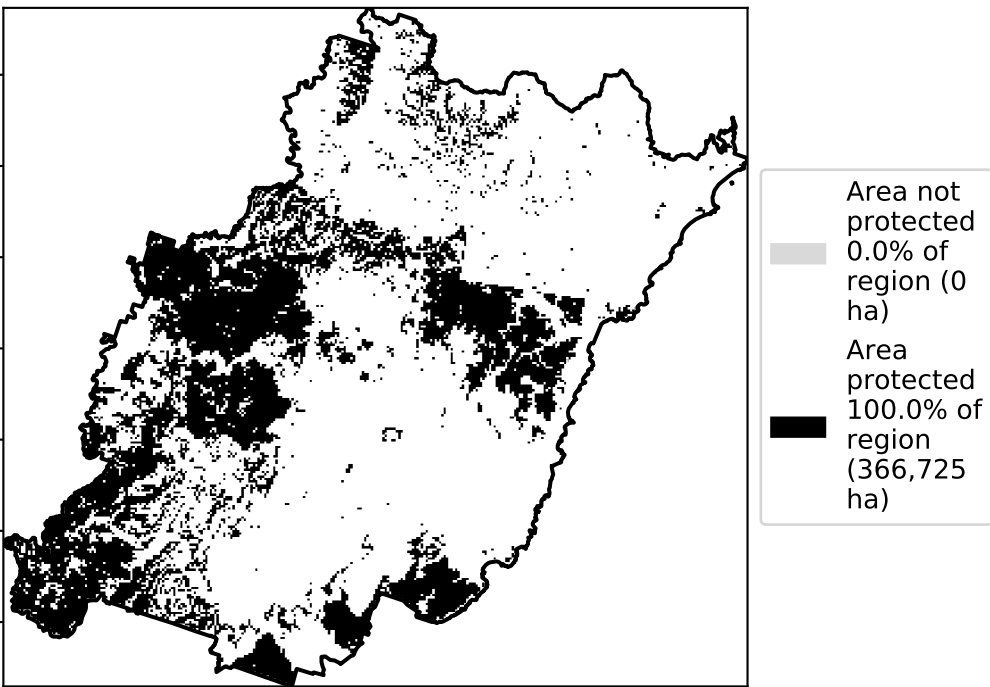 Area not
protected
0.0% of
region (0
ha)
Area
protected
100.0% of
region
(366,725
ha)